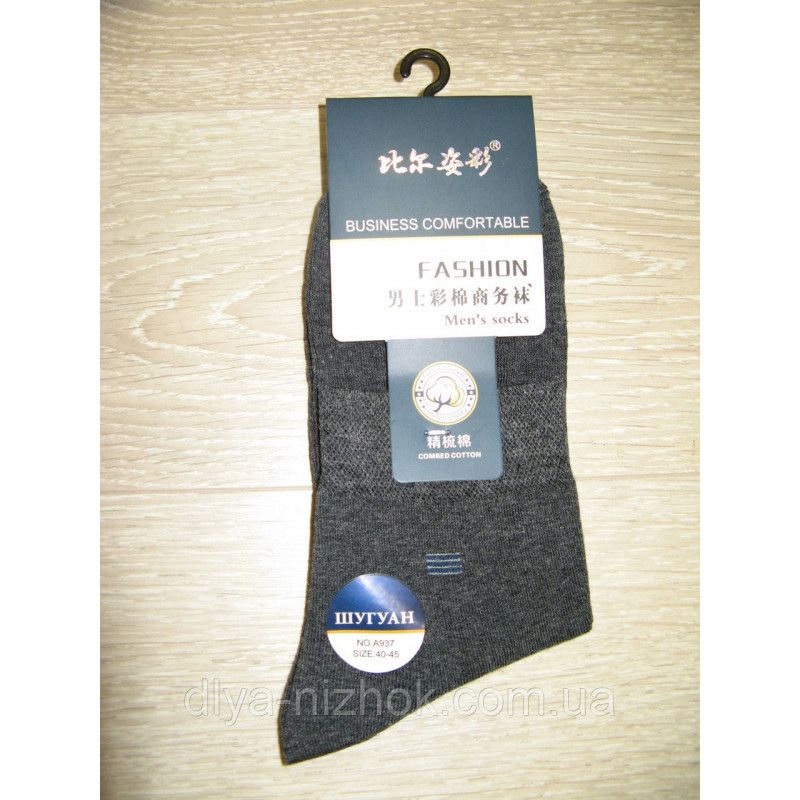 比尔姿彩®
BUSINESS COMFORTABLE
FASHION
男士彩棉商务袜
Men's socks
精梳棉
COMBED COTTON
ШУГУАН
NO.A937
SIZE:40-45
dlya-nizhok.com.ua